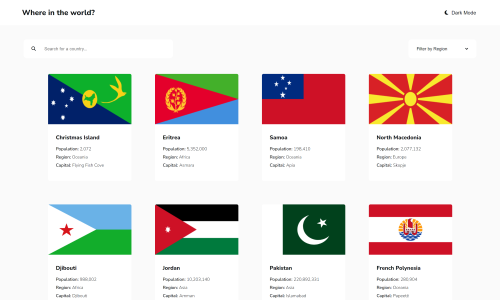 Where in the world?
Dark Mode
Search for a country...
Filter by Region
Christmas Island
Population: 2,072
Region: Oceania
Capital: Flying Fish Cove
Eritrea
Population: 5,352,000
Region: Africa
Capital: Asmara
Samoa
Population: 198,410
Region: Oceania
Capital: Apia
North Macedonia
Population: 2,077,132
Region: Europe
Capital: Skopje
Djibouti
Population: 988,002
Region: Africa
Capital: Djibouti
Jordan
Population: 10,203,140
Region: Asia
Capital: Amman
Pakistan
Population: 220,892,331
Region: Asia
Capital: Islamabad
French Polynesia
Population: 280,904
Region: Oceania
Capital: Papeetē